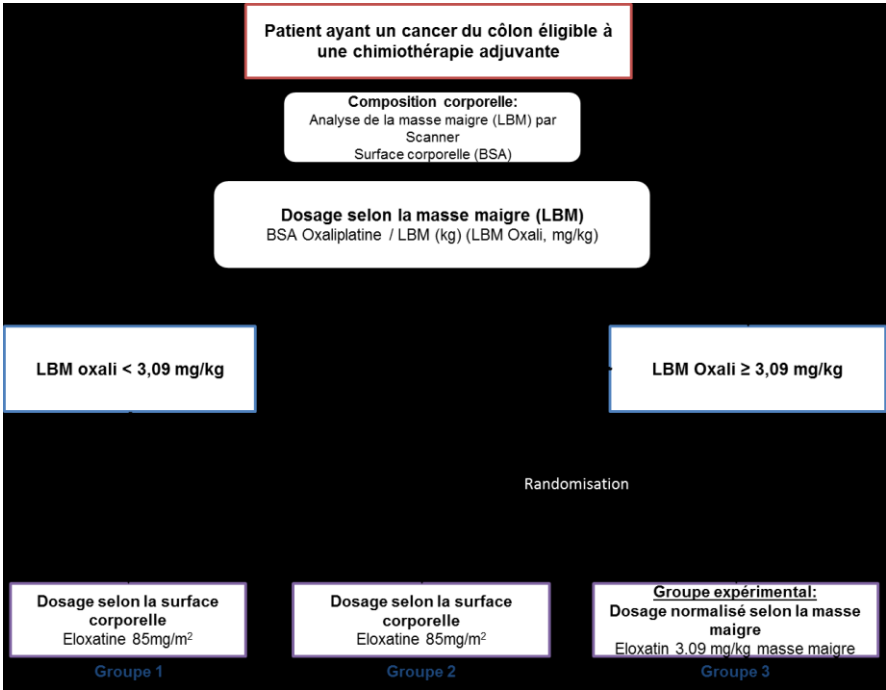 Patient ayant un cancer du côlon éligible à
une chimiothérapie adjuvante
Composition corporelle:
Analyse de la masse maigre (LBM) par
Scanner
Surface corporelle (BSA)
Dosage selon la masse maigre (LBM)
BSA Oxaliplatine / LBM (kg) (LBM Oxali, mg/kg)
LBM oxali < 3,09 mg/kg
LBM Oxali ≥ 3,09 mg/kg
Randomisation
Dosage selon la surface
corporelle
Eloxatine 85mg/m²
Groupe 1
Dosage selon la surface
corporelle
Eloxatine 85mg/m²
Groupe 2
Groupe expérimental:
Dosage normalisé selon la masse
maigre
Eloxatin 3.09 mg/kg masse maigre
Groupe 3